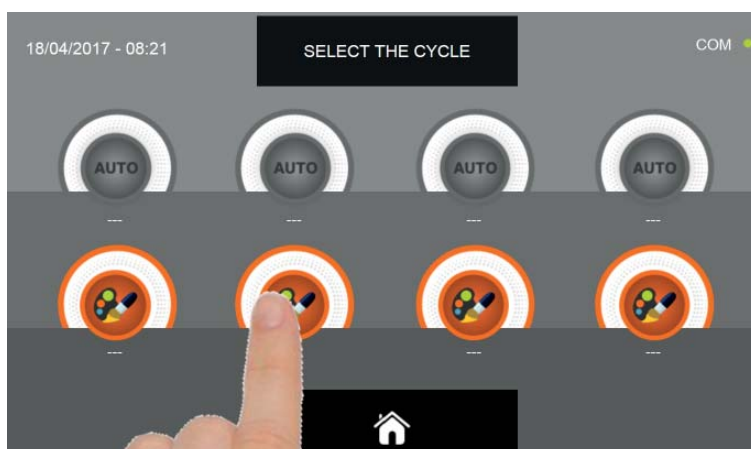 18/04/2017 - 08:21
SELECT THE CYCLE
COM
AUTO AUTO AUTO AUTO
--- --- --- ---
--- --- ---